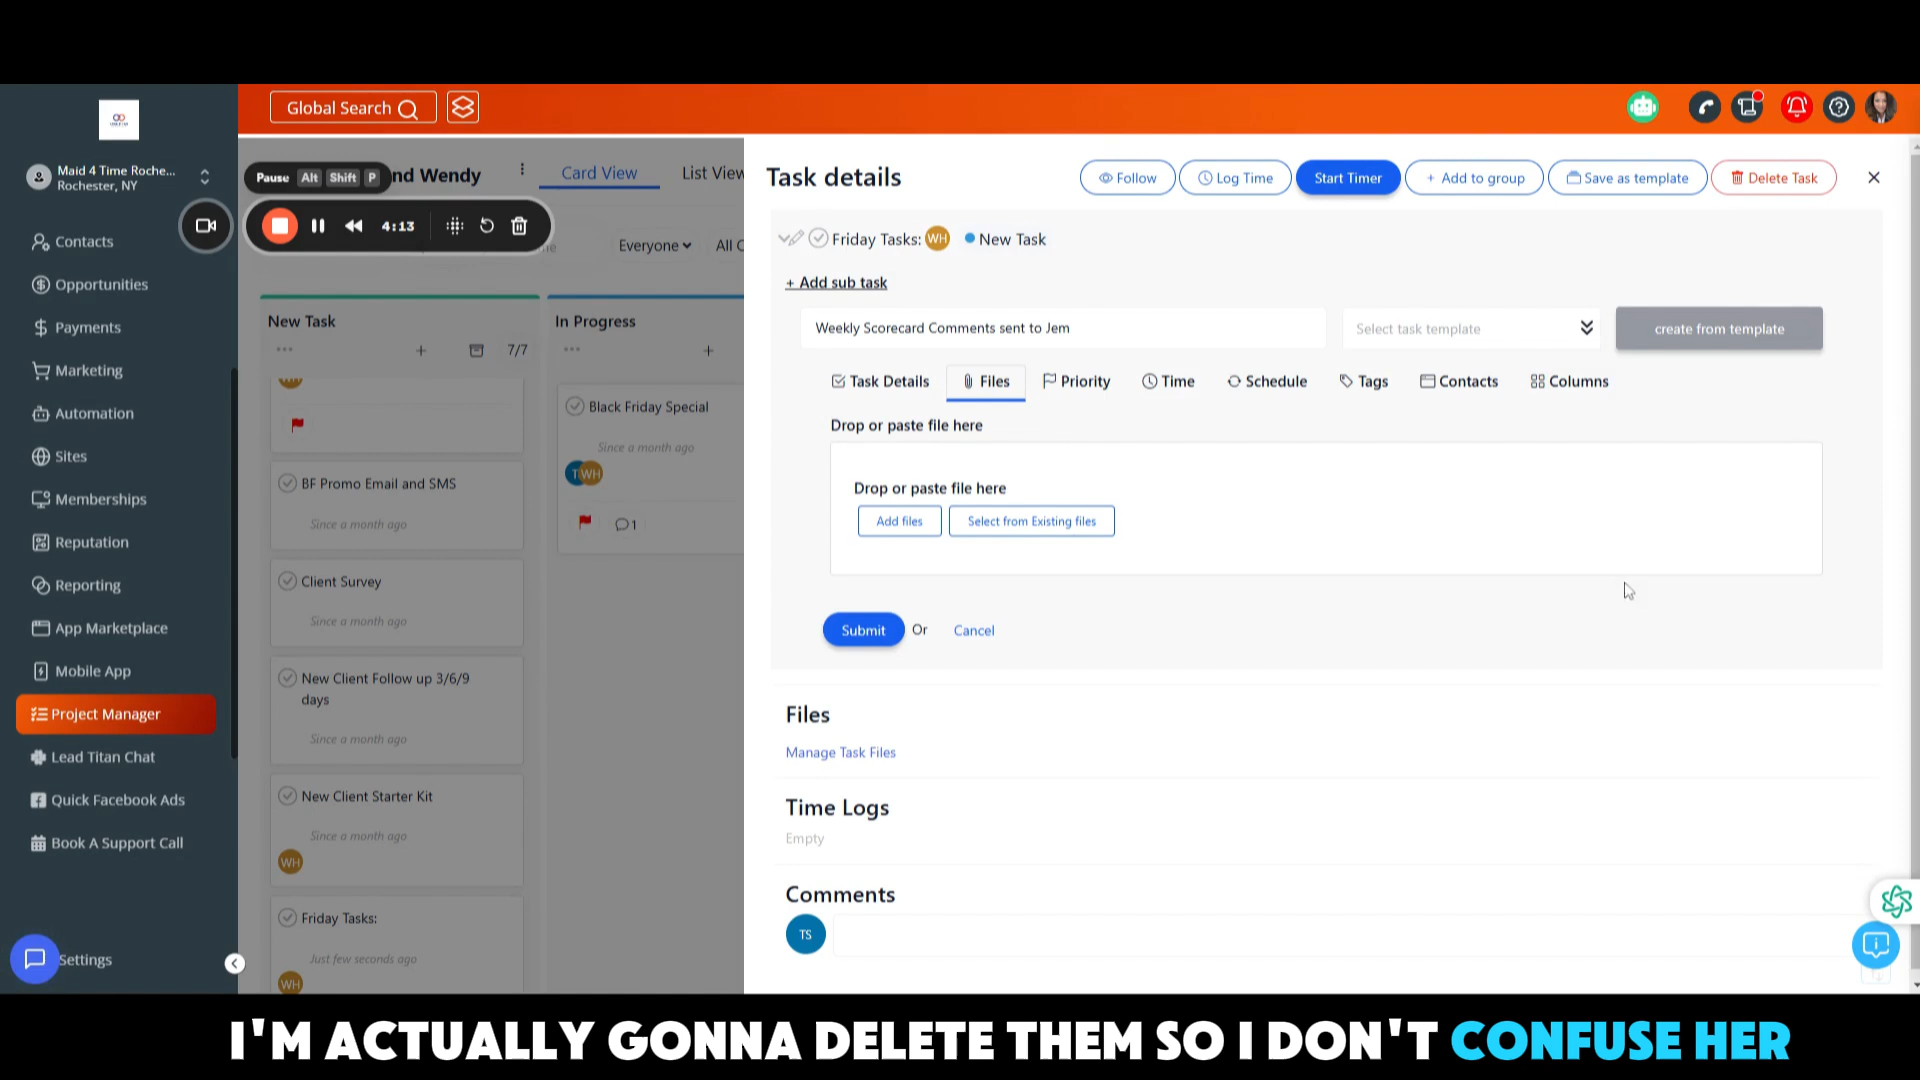 Global Search
Maid 4 Time Roche...
Rochester, NY
Contacts
Opportunities
Payments
Marketing
Automation
Sites
Memberships
Reputation
Reporting
App Marketplace
Mobile App
Project Manager
Lead Titan Chat
Quick Facebook Ads
Book A Support Call
Settings
Pause Alt Shift P
nd Wendy
Card View
List View
4:13
Everyone
All C
New Task
7/7
WH
BF Promo Email and SMS
Since a month ago
Client Survey
Since a month ago
New Client Follow up 3/6/9
days
Since a month ago
New Client Starter Kit
Since a month ago
WH
Friday Tasks:
Just few seconds ago
WH
In Progress
Black Friday Special
Since a month ago
T WH
1
Task details
Follow
Log Time
Start Timer
+ Add to group
Save as template
Delete Task
Friday Tasks: WH New Task
+ Add sub task
Weekly Scorecard Comments sent to Jem
Select task template
create from template
Task Details
Files
Priority
Time
Schedule
Tags
Contacts
Columns
Drop or paste file here
Drop or paste file here
Add files
Select from Existing files
Submit Or Cancel
Files
Manage Task Files
Time Logs
Empty
Comments
TS
I'M ACTUALLY GONNA DELETE THEM SO I DON'T CONFUSE HER